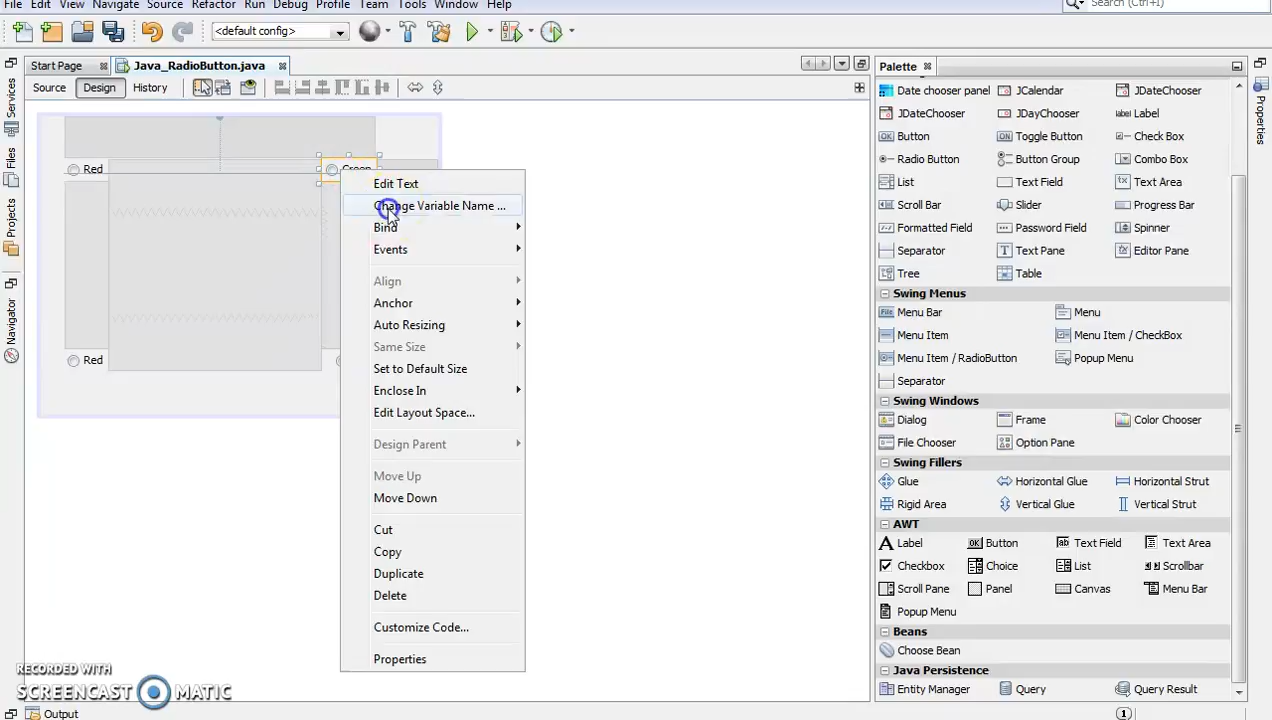 File Edit View Navigate Source Refactor Run Debug Profile Team Tools Window Help
Search (Ctrl+I)
<default config>
Start Page
Java_RadioButton.java
Source Design History
Services
Files
Projects
Navigator
Red
Green
Red
Edit Text
Change Variable Name ...
Bind
Events
Align
Anchor
Auto Resizing
Same Size
Set to Default Size
Enclose In
Edit Layout Space...
Design Parent
Move Up
Move Down
Cut
Copy
Duplicate
Delete
Customize Code...
Properties
Palette
Date chooser panel JCalendar JDateChooser
JDateChooser JDayChooser Label
Button Toggle Button Check Box
Radio Button Button Group Combo Box
List Text Field Text Area
Scroll Bar Slider Progress Bar
Formatted Field Password Field Spinner
Separator Text Pane Editor Pane
Tree Table
Swing Menus
Menu Bar Menu
Menu Item Menu Item / CheckBox
Menu Item / RadioButton Popup Menu
Separator
Swing Windows
Dialog Frame Color Chooser
File Chooser Option Pane
Swing Fillers
Glue Horizontal Glue Horizontal Strut
Rigid Area Vertical Glue Vertical Strut
AWT
Label Button Text Field Text Area
Checkbox Choice List Scrollbar
Scroll Pane Panel Canvas Menu Bar
Popup Menu
Beans
Choose Bean
Java Persistence
Entity Manager Query Query Result
Properties
RECORDED WITH
SCREENCAST MATIC
Output
1